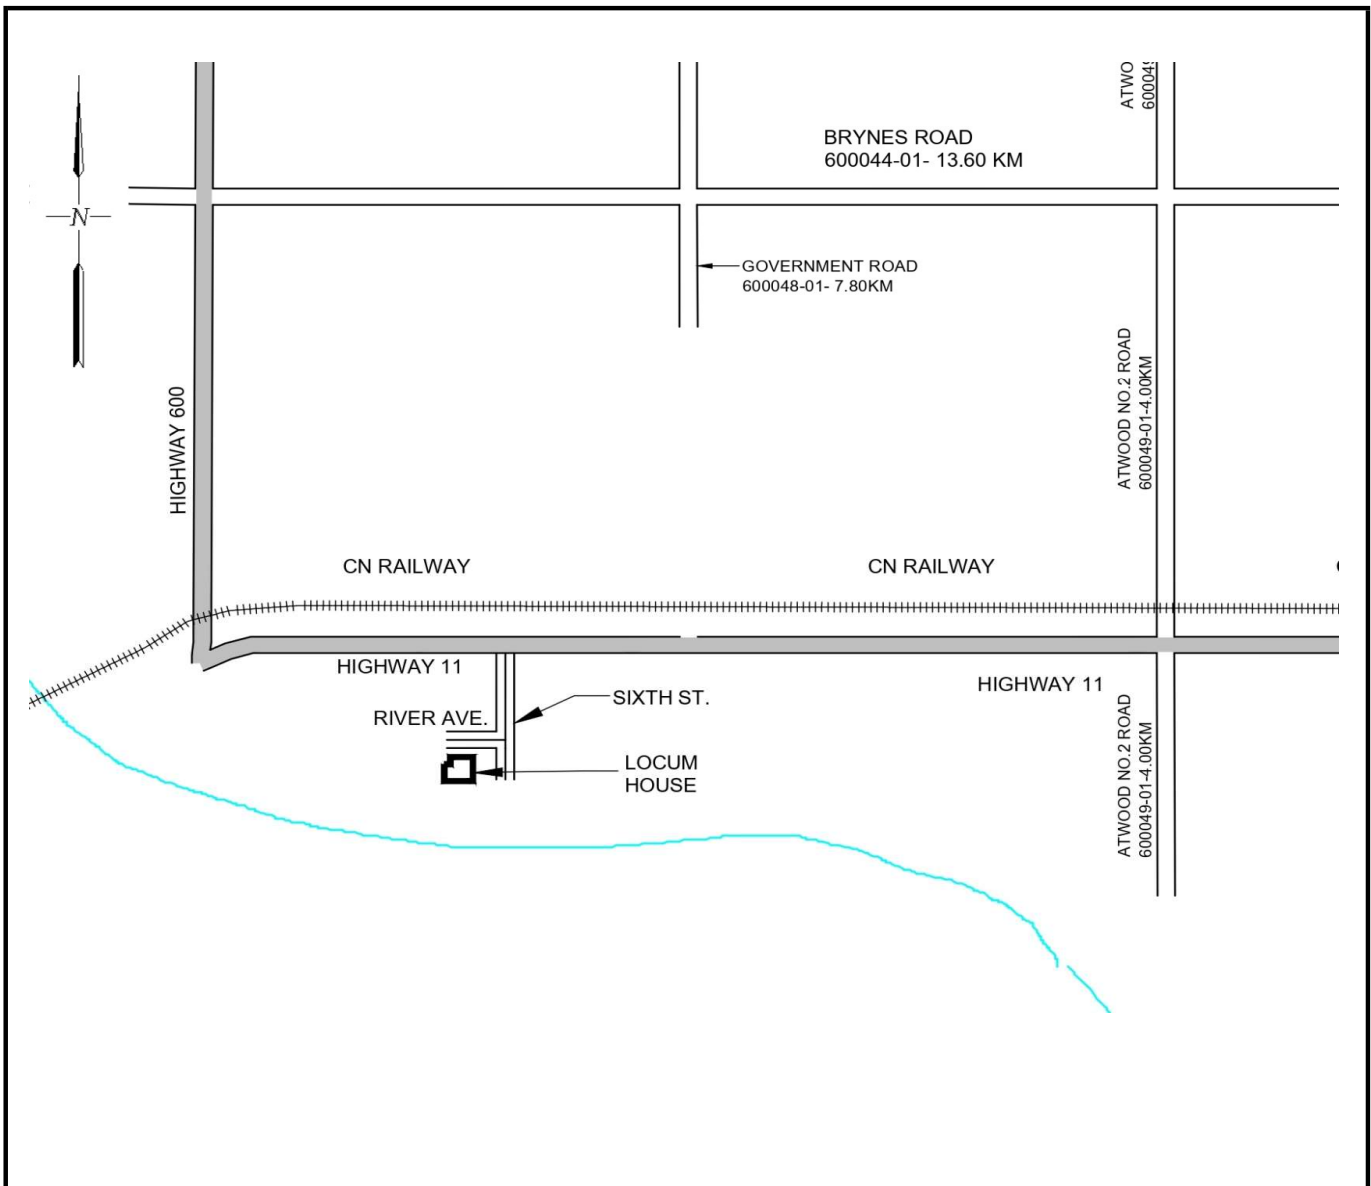 ATWO
600049
BRYNES ROAD
600044-01- 13.60 KM
N
GOVERNMENT ROAD
600048-01- 7.80KM
HIGHWAY 600
ATWOOD NO.2 ROAD
600049-01-4.00KM
CN RAILWAY
CN RAILWAY
HIGHWAY 11
HIGHWAY 11
SIXTH ST.
RIVER AVE.
LOCUM
HOUSE
ATWOOD NO.2 ROAD
600049-01-4.00KM